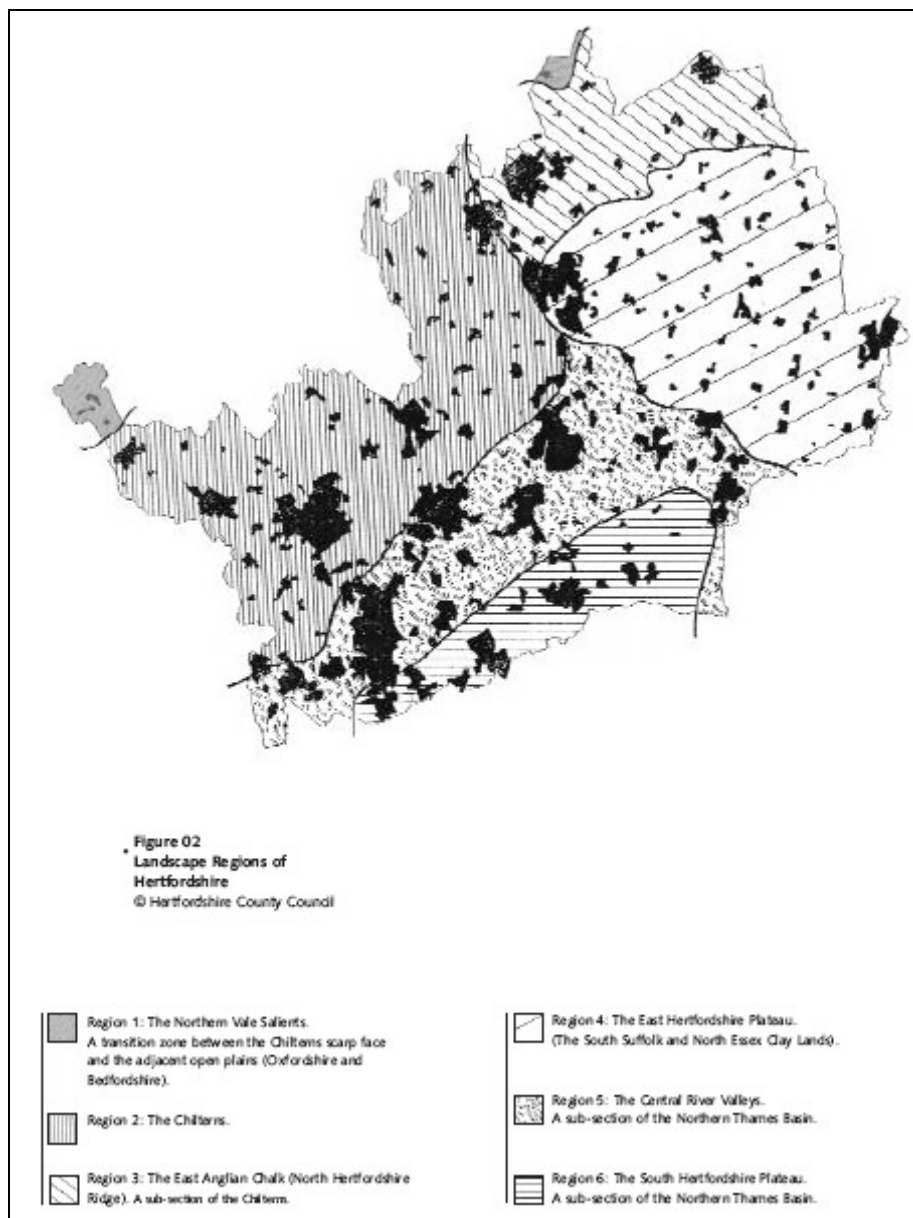 Figure 02
Landscape Regions of
Hertfordshire
© Hertfordshire County Council
Region 1: The Northern Vale Salients.
A transition zone between the Chilterns scarp face
and the adjacent open plains (Oxfordshire and
Bedfordshire).
Region 2: The Chilterns.
Region 3: The East Anglian Chalk (North Hertfordshire
Ridge). A sub-section of the Chiltern.
Region 4: The East Hertfordshire Plateau.
(The South Suffolk and North Essex Clay Lands).
Region 5: The Central River Valleys.
A sub-section of the Northern Thames Basin.
Region 6: The South Hertfordshire Plateau.
A sub-section of the Northern Thames Basin.